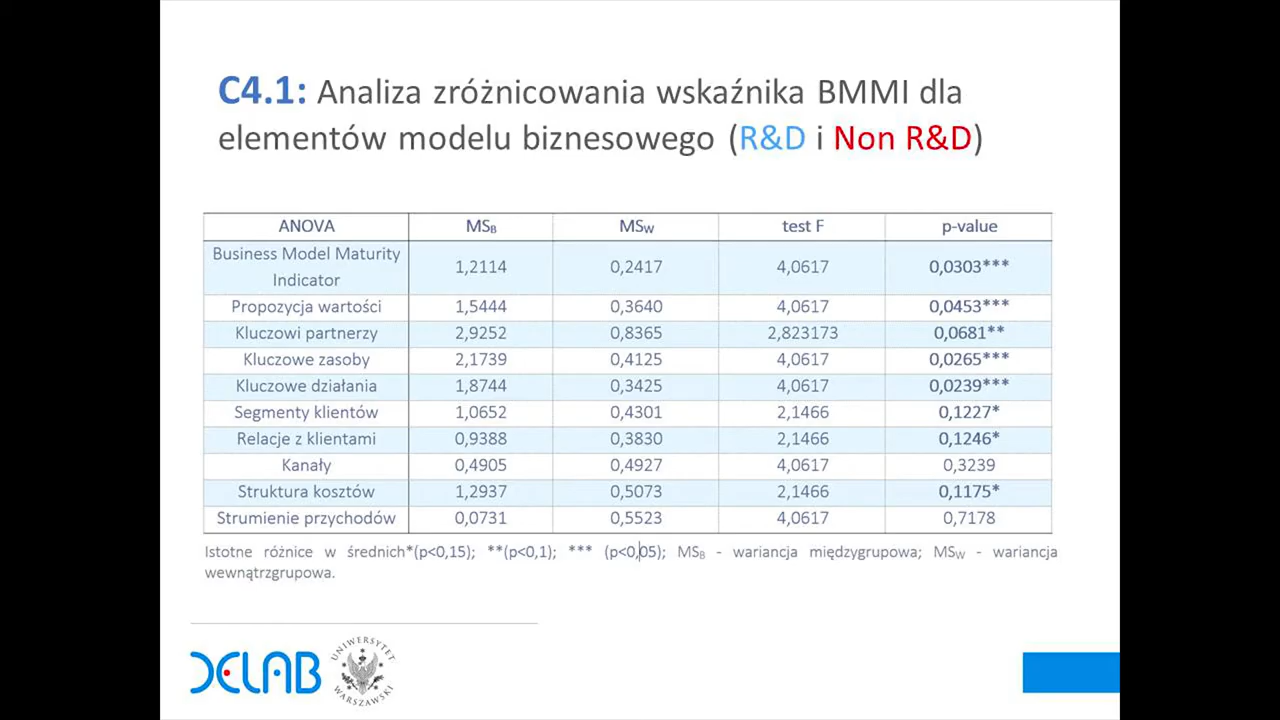 C4.1: Analiza zróżnicowania wskaźnika BMMI dla
elementów modelu biznesowego (R&D i Non R&D)
ANOVA MSB MSW test F p-value
Business Model Maturity
Indicator 1,2114 0,2417 4,0617 0,0303***
Propozycja wartości 1,5444 0,3640 4,0617 0,0453***
Kluczowi partnerzy 2,9252 0,8365 2,823173 0,0681**
Kluczowe zasoby 2,1739 0,4125 4,0617 0,0265***
Kluczowe działania 1,8744 0,3425 4,0617 0,0239***
Segmenty klientów 1,0652 0,4301 2,1466 0,1227*
Relacje z klientami 0,9388 0,3830 2,1466 0,1246*
Kanały 0,4905 0,4927 4,0617 0,3239
Struktura kosztów 1,2937 0,5073 2,1466 0,1175*
Strumienie przychodów 0,0731 0,5523 4,0617 0,7178
Istotne różnice w średnich*(p<0,15); **(p<0,1); *** (p<0,05); MSB - wariancja międzygrupowa; MSW - wariancja
wewnątrzgrupowa.
DELAB
UNIWERSYTET
WARSZAWSKI